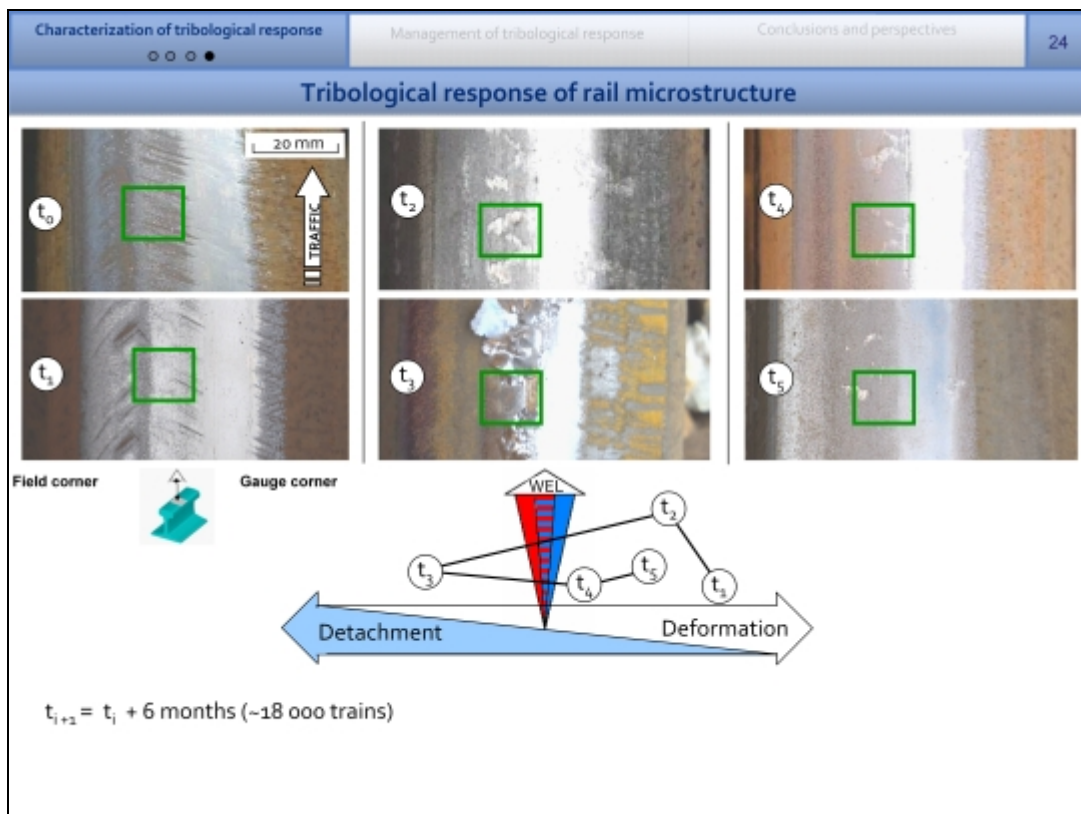 Characterization of tribological response
Management of tribological response
Conclusions and perspectives
24
Tribological response of rail microstructure
t0
20 mm
TRAFFIC
t2
t4
t1
t3
t5
Field corner
Gauge corner
WEL
t2
t3
t4
t5
t1
Detachment
Deformation
ti+1 = ti + 6 months (~18 000 trains)